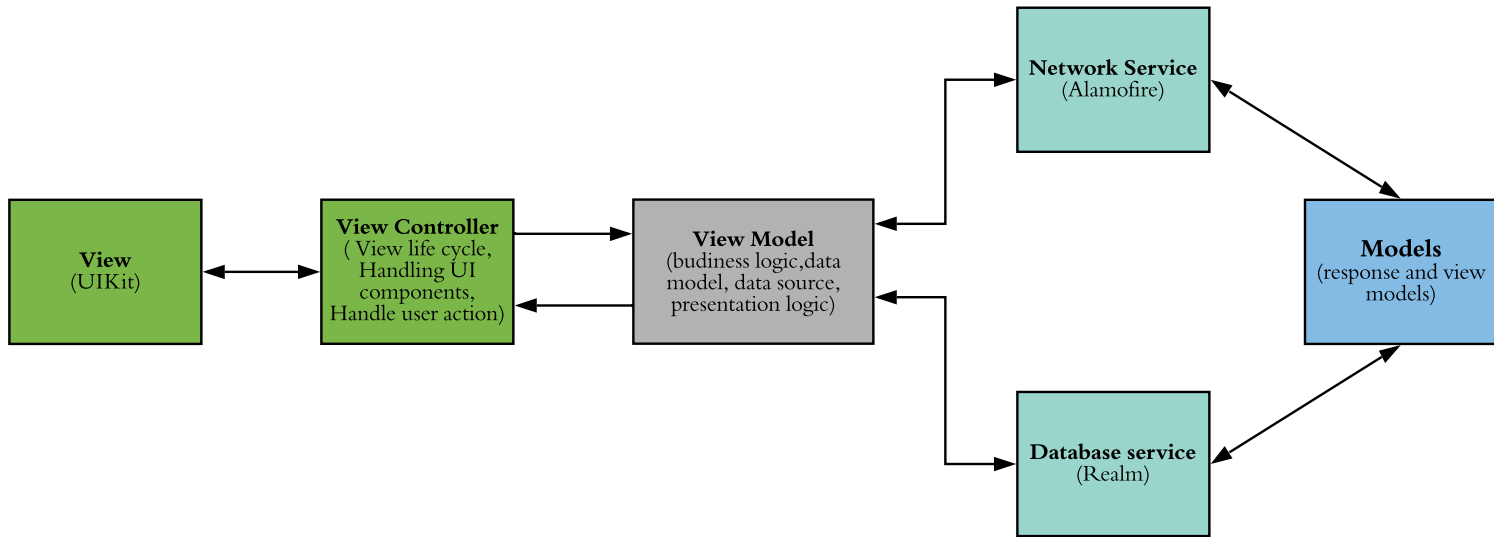 Network Service
(Alamofire)
View
(UIKit)
View Controller
( View life cycle,
Handling UI
components,
Handle user action)
View Model
(budiness logic,data
model, data source,
presentation logic)
Models
(response and view
models)
Database service
(Realm)